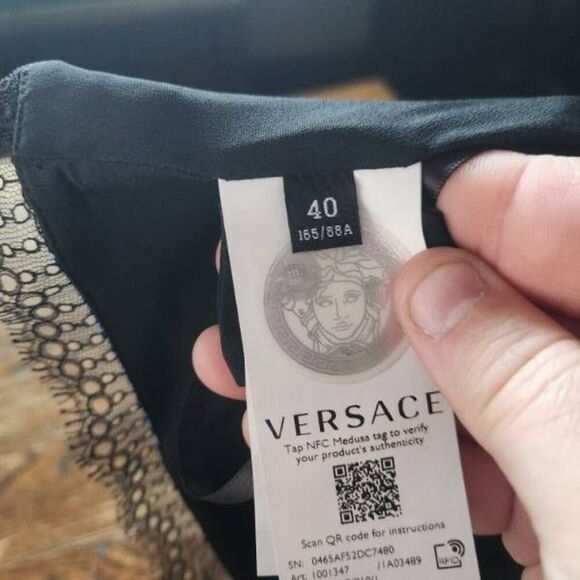 40
165/88A
VERSACE
Tap NFC Medusa tag to verify
your product's authenticity
Scan QR code for instructions
SN: 0465AF52DC7480
Art: 1001347 /1A03489
RFID